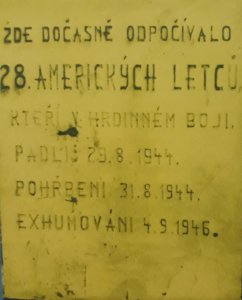 ZDE DOČASNĚ ODPOČÍVALO
28. AMERICKÝCH LETCŮ,
KTEŘÍ V HRDINNÉM BOJI,
PADLI 29.8.1944.
POHŘBENI 31.8.1944.
EXHUMOVÁNI 4.9.1946.